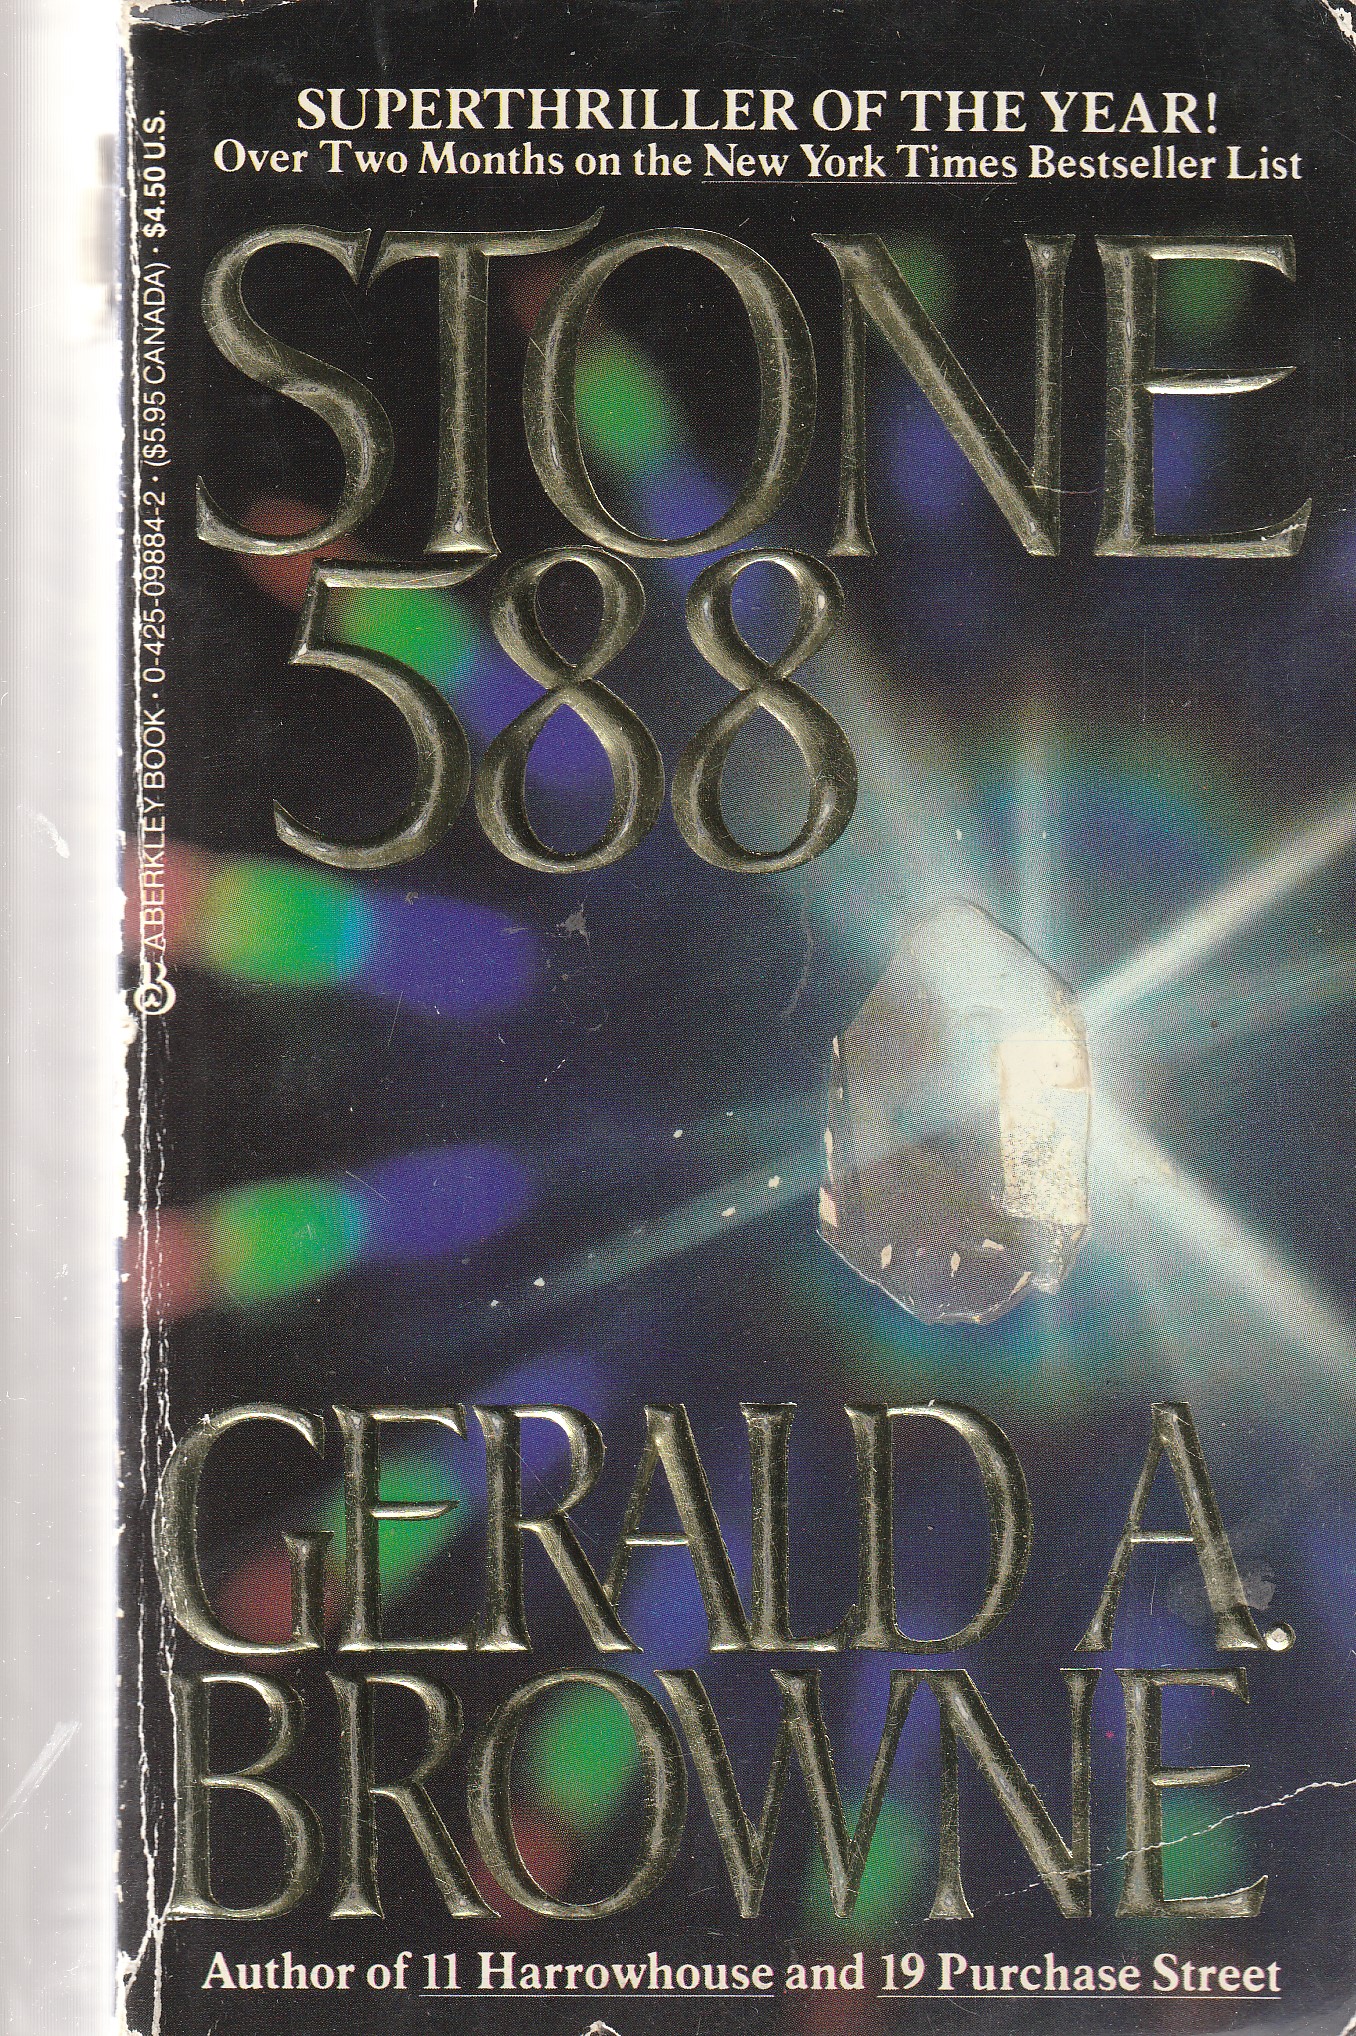 SUPERTHRILLER OF THE YEAR!
Over Two Months on the New York Times Bestseller List
STONE
588
GERALD A.
BROWNE
Author of 11 Harrowhouse and 19 Purchase Street
A BERKLEY BOOK · 0-425-09884-2 · ($5.95 CANADA) · $4.50 U.S.